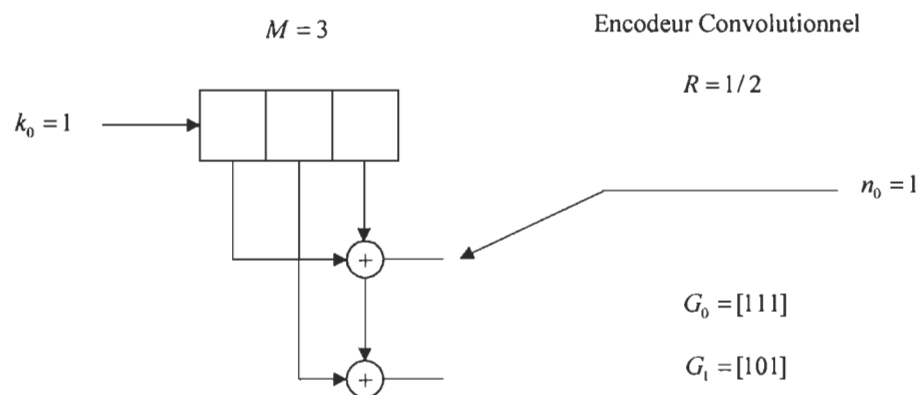 M = 3
Encodeur Convolutionnel
R = 1/2
k₀ = 1
n₀ = 1
+
G₀ = [111]
G₁ = [101]
+